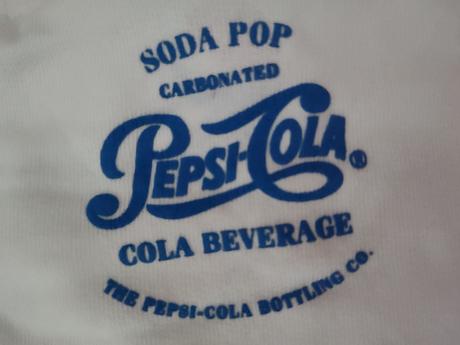 SODA POP
CARBONATED
PEPSI-COLA®
COLA BEVERAGE
THE PEPSI-COLA BOTTLING CO.